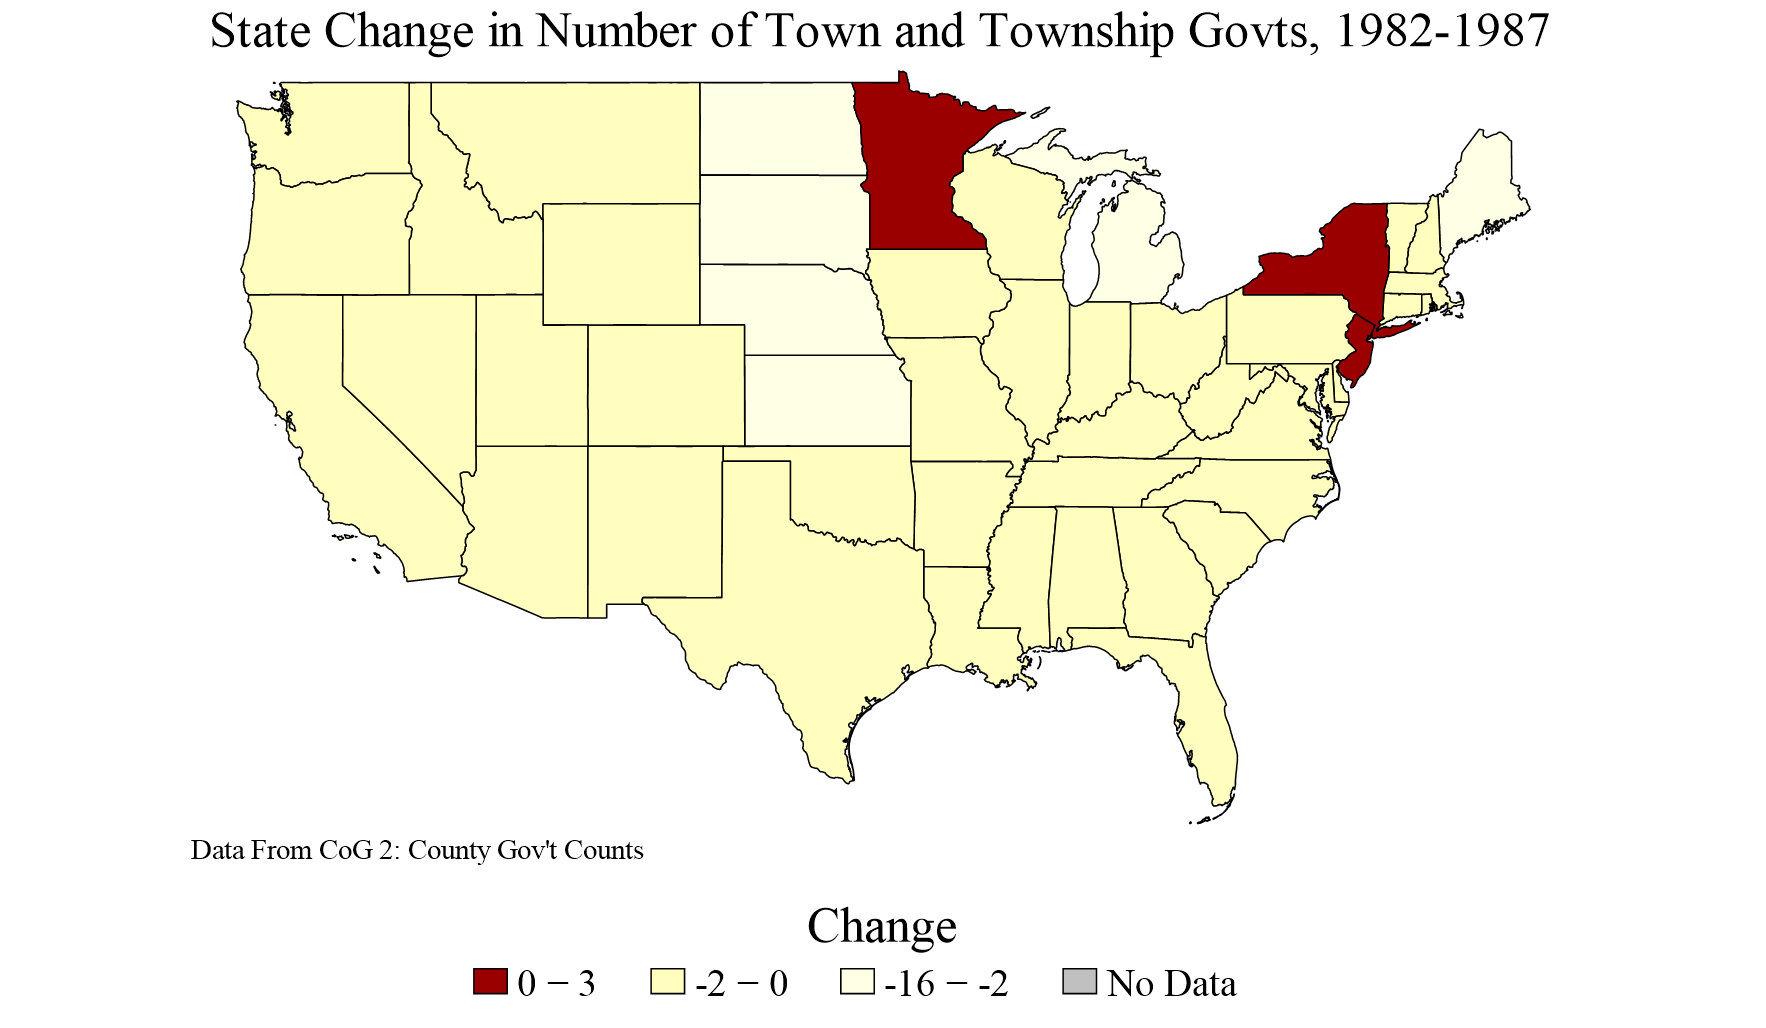 State Change in Number of Town and Township Govts, 1982-1987
Data From CoG 2: County Gov't Counts
Change
0 − 3 -2 − 0 -16 − -2 No Data